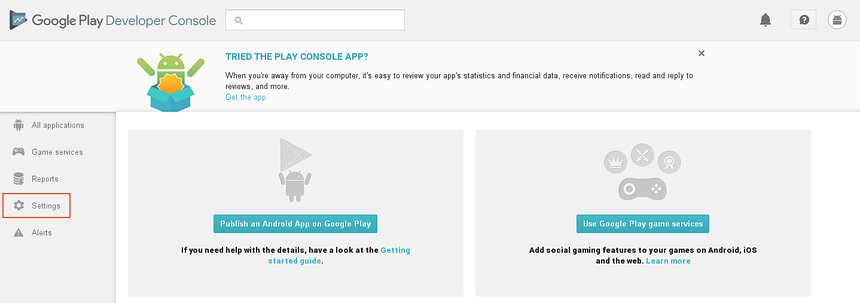 Google Play Developer Console
TRIED THE PLAY CONSOLE APP?
When you're away from your computer, it's easy to review your app's statistics and financial data, receive notifications, read and reply to
reviews, and more.
Get the app
All applications
Game services
Reports
Settings
Alerts
Publish an Android App on Google Play
If you need help with the details, have a look at the Getting
started guide.
Use Google Play game services
Add social gaming features to your games on Android, iOS
and the web. Learn more